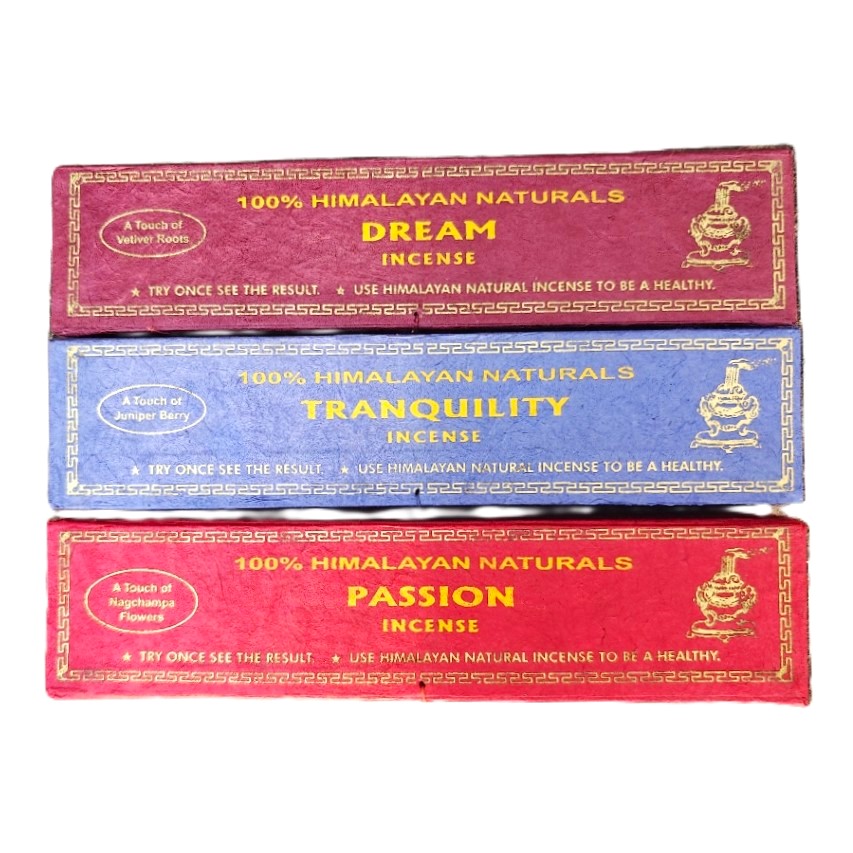 100% HIMALAYAN NATURALS
A Touch of
Vetiver Roots
DREAM
INCENSE
★ TRY ONCE SEE THE RESULT. ★ USE HIMALAYAN NATURAL INCENSE TO BE A HEALTHY.
100% HIMALAYAN NATURALS
A Touch of
Juniper Berry
TRANQUILITY
INCENSE
★ TRY ONCE SEE THE RESULT. ★ USE HIMALAYAN NATURAL INCENSE TO BE A HEALTHY.
100% HIMALAYAN NATURALS
A Touch of
Nagchampa
Flowers
PASSION
INCENSE
★ TRY ONCE SEE THE RESULT. ★ USE HIMALAYAN NATURAL INCENSE TO BE A HEALTHY.